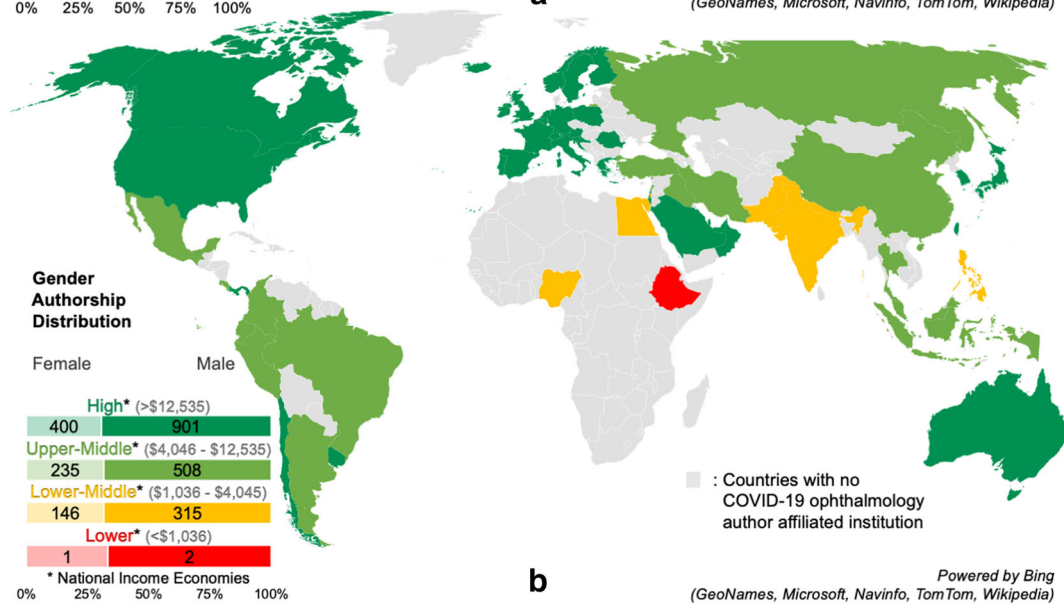 0% 25% 50% 75% 100%
a
(GeoNames, Microsoft, Navinfo, TomTom, Wikipedia)
Gender
Authorship
Distribution
Female Male
High* (>$12,535)
400 901
Upper-Middle* ($4,046 - $12,535)
235 508
Lower-Middle* ($1,036 - $4,045)
146 315
Lower* (<$1,036)
1 2
* National Income Economies
0% 25% 50% 75% 100%
: Countries with no
COVID-19 ophthalmology
author affiliated institution
b
Powered by Bing
(GeoNames, Microsoft, Navinfo, TomTom, Wikipedia)